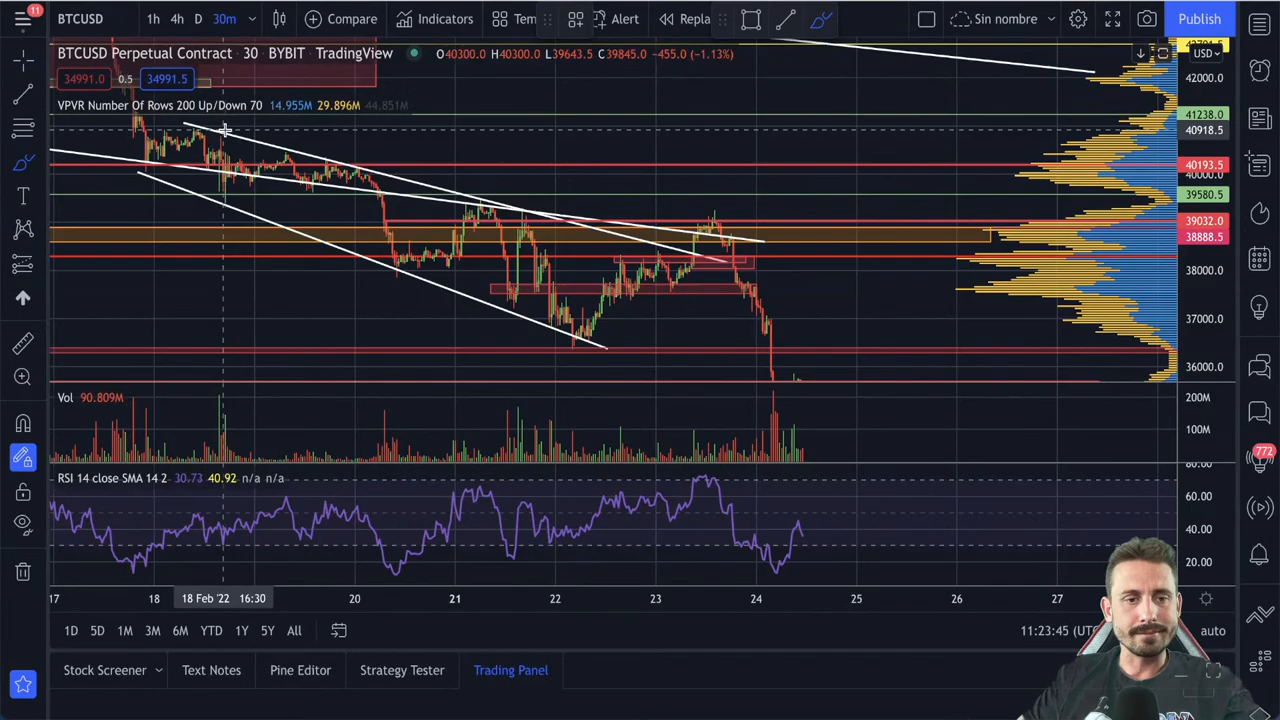 11
BTCUSD 1h 4h D 30m Compare Indicators Tem Alert Repla Sin nombre Publish
BTCUSD Perpetual Contract · 30 · BYBIT · TradingView O40300.0 H40300.0 L39643.5 C39845.0 -455.0 (-1.13%)
USD
34991.0 0.5 34991.5
42000.0
VPVR Number Of Rows 200 Up/Down 70 14.955M 29.896M 44.851M
41238.0
40918.5
40193.5
40000.0
39580.5
39032.0
38888.5
38000.0
37000.0
36000.0
Vol 90.809M
200M
100M
80.00
RSI 14 close SMA 14 2 30.73 40.92 n/a n/a
60.00
40.00
20.00
772
17 18 18 Feb '22 16:30 20 21 22 23 24 25 26 27
1D 5D 1M 3M 6M YTD 1Y 5Y All 11:23:45 (UTC auto
Stock Screener Text Notes Pine Editor Strategy Tester Trading Panel